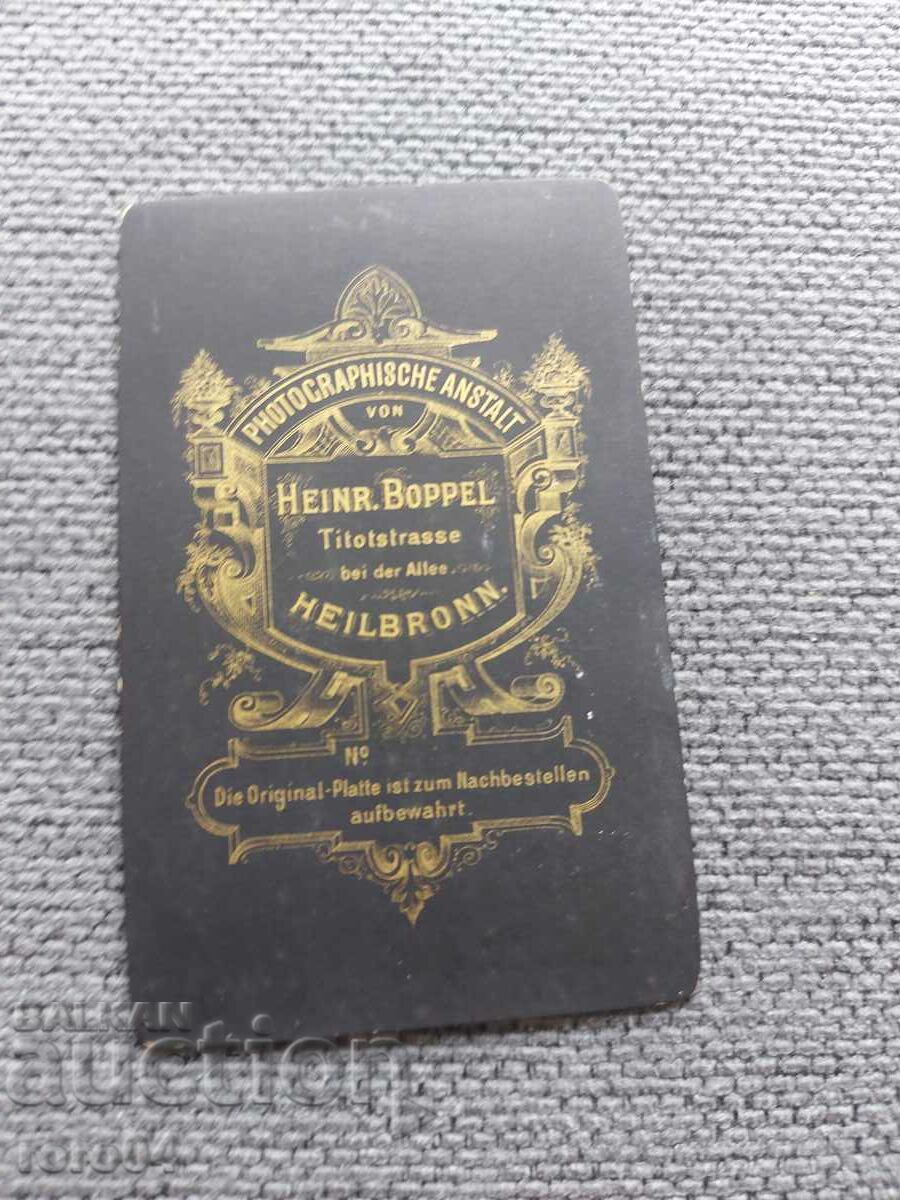 PHOTOGRAPHISCHE ANSTALT
VON
HEINR. BOPPEL
Titotstrasse
bei der Allee
HEILBRONN.
No
Die Original-Platte ist zum Nachbestellen
aufbewahrt.
BALKAN
auction
roro04